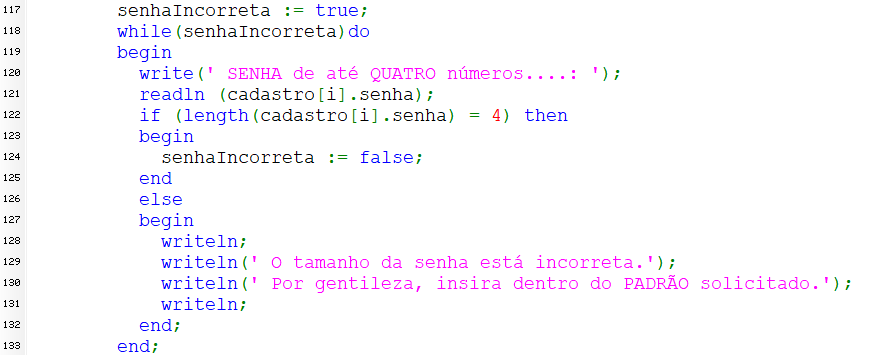 117 senhaIncorreta := true;
118 while(senhaIncorreta)do
119 begin
120 write(' SENHA de até QUATRO números....: ');
121 readln (cadastro[i].senha);
122 if (length(cadastro[i].senha) = 4) then
123 begin
124 senhaIncorreta := false;
125 end
126 else
127 begin
128 writeln;
129 writeln(' O tamanho da senha está incorreta.');
130 writeln(' Por gentileza, insira dentro do PADRÃO solicitado.');
131 writeln;
132 end;
133 end;